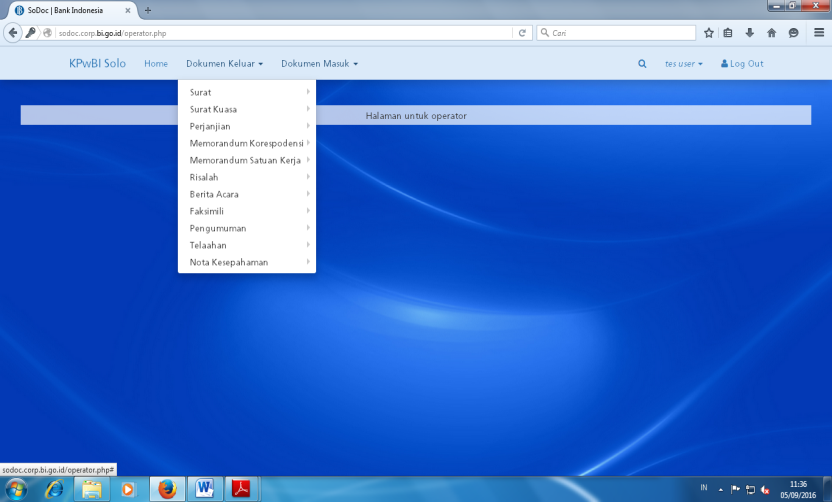 SoDoc | Bank Indonesia
sodoc.corp.bi.go.id/operator.php
Cari
KPwBI Solo Home Dokumen Keluar Dokumen Masuk tes user Log Out
Surat
Surat Kuasa
Perjanjian
Memorandum Korespodensi
Memorandum Satuan Kerja
Risalah
Berita Acara
Faksimili
Pengumuman
Telaahan
Nota Kesepahaman
Halaman untuk operator
sodoc.corp.bi.go.id/operator.php#
IN
11:36
05/09/2016